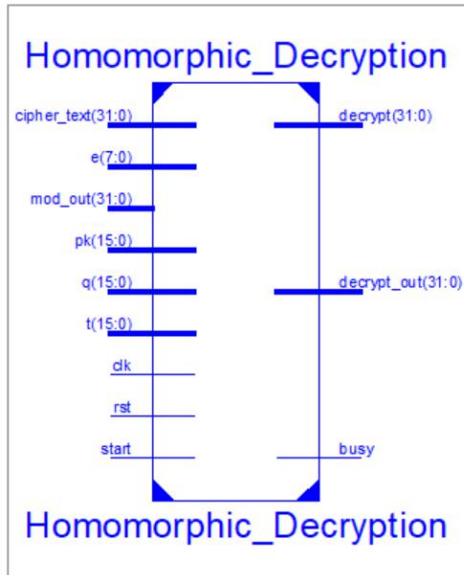 Homomorphic_Decryption
cipher_text(31:0)
decrypt(31:0)
e(7:0)
mod_out(31:0)
pk(15:0)
q(15:0)
decrypt_out(31:0)
t(15:0)
clk
rst
start
busy
Homomorphic_Decryption